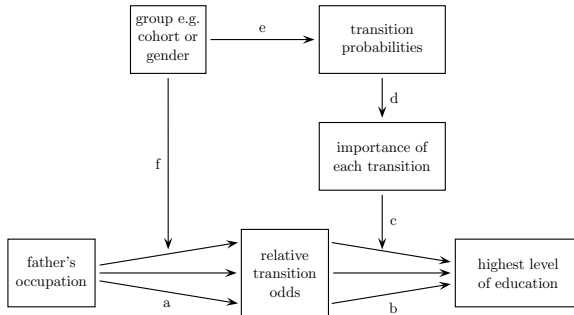 group e.g.
cohort or
gender
e
transition
probabilities
d
importance of
each transition
f
c
father's
occupation
a
relative
transition
odds
b
highest level
of education